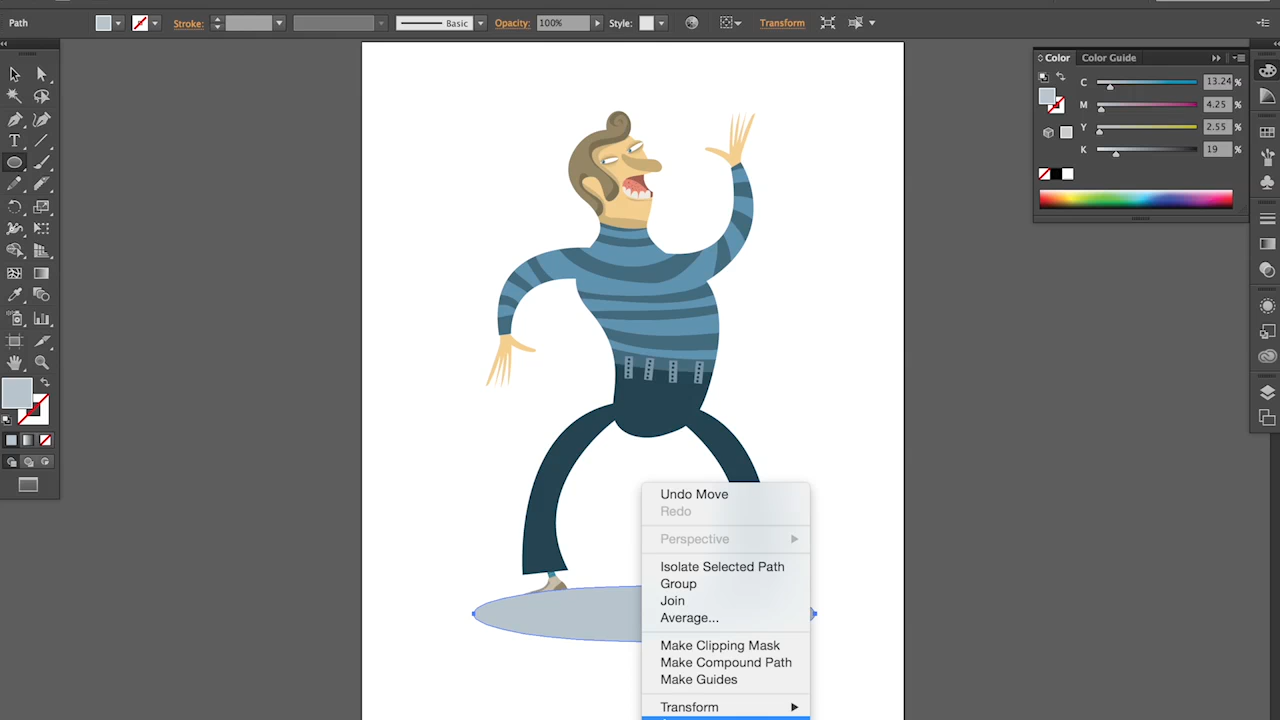 Path
Stroke:
Basic
Opacity: 100%
Style:
Transform
Color
Color Guide
C 13.24 %
M 4.25 %
Y 2.55 %
K 19 %
Undo Move
Redo
Perspective
Isolate Selected Path
Group
Join
Average...
Make Clipping Mask
Make Compound Path
Make Guides
Transform